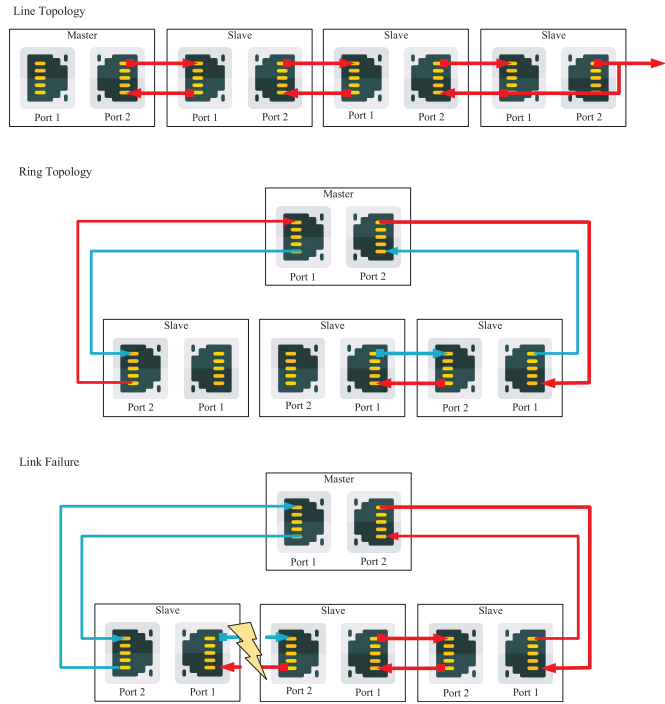 Line Topology
Master Slave Slave Slave
Port 1 Port 2 Port 1 Port 2 Port 1 Port 2 Port 1 Port 2
Ring Topology
Master
Port 1 Port 2
Slave Slave Slave
Port 2 Port 1 Port 2 Port 1 Port 2 Port 1
Link Failure
Master
Port 1 Port 2
Slave Slave Slave
Port 2 Port 1 Port 2 Port 1 Port 2 Port 1